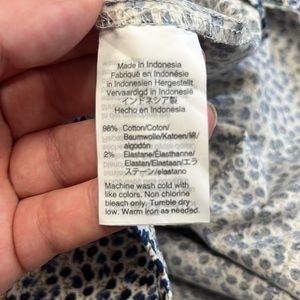 Made in Indonesia
Fabriqué en Indonésie
in Indonesien Hergestellt
Vervaardigd in Indonesië
インドネシア製
Hecho en Indonesia
98% Cotton/Coton/
Baumwolle/Katoen/綿/
algodón
2% Elastane/Élasthanne/
Elastan/Elastaan/エラ
ステーン/elastano
Machine wash cold with
like colors. Non chlorine
bleach only. Tumble dry
low. Warm iron as needed.